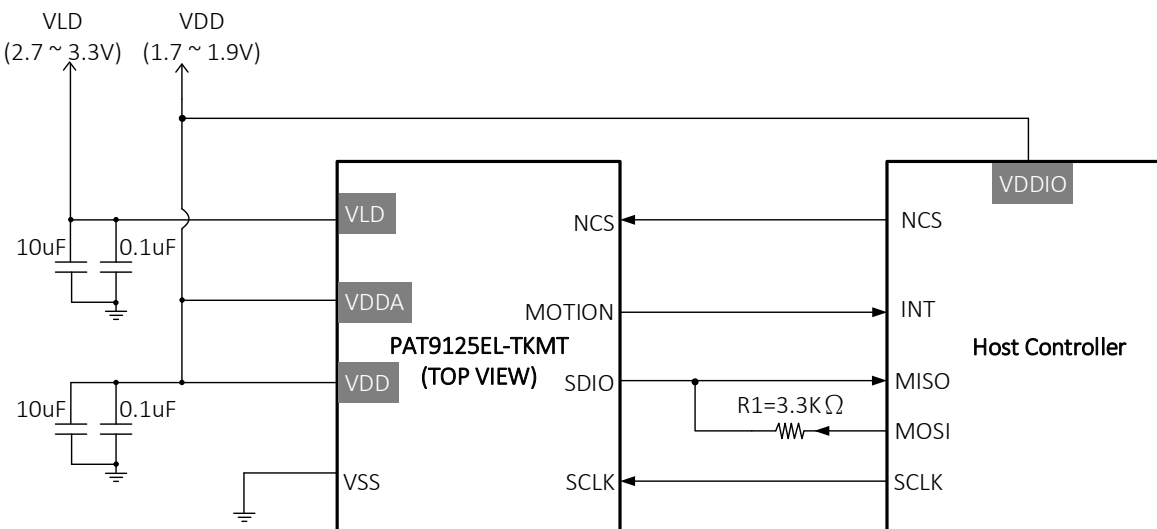 VLD
(2.7 ~ 3.3V)
VDD
(1.7 ~ 1.9V)
VDDIO
VLD
NCS
NCS
10uF
0.1uF
VDDA
MOTION
INT
PAT9125EL-TKMT
(TOP VIEW)
Host Controller
VDD
SDIO
MISO
10uF
0.1uF
R1=3.3KΩ
MOSI
VSS
SCLK
SCLK